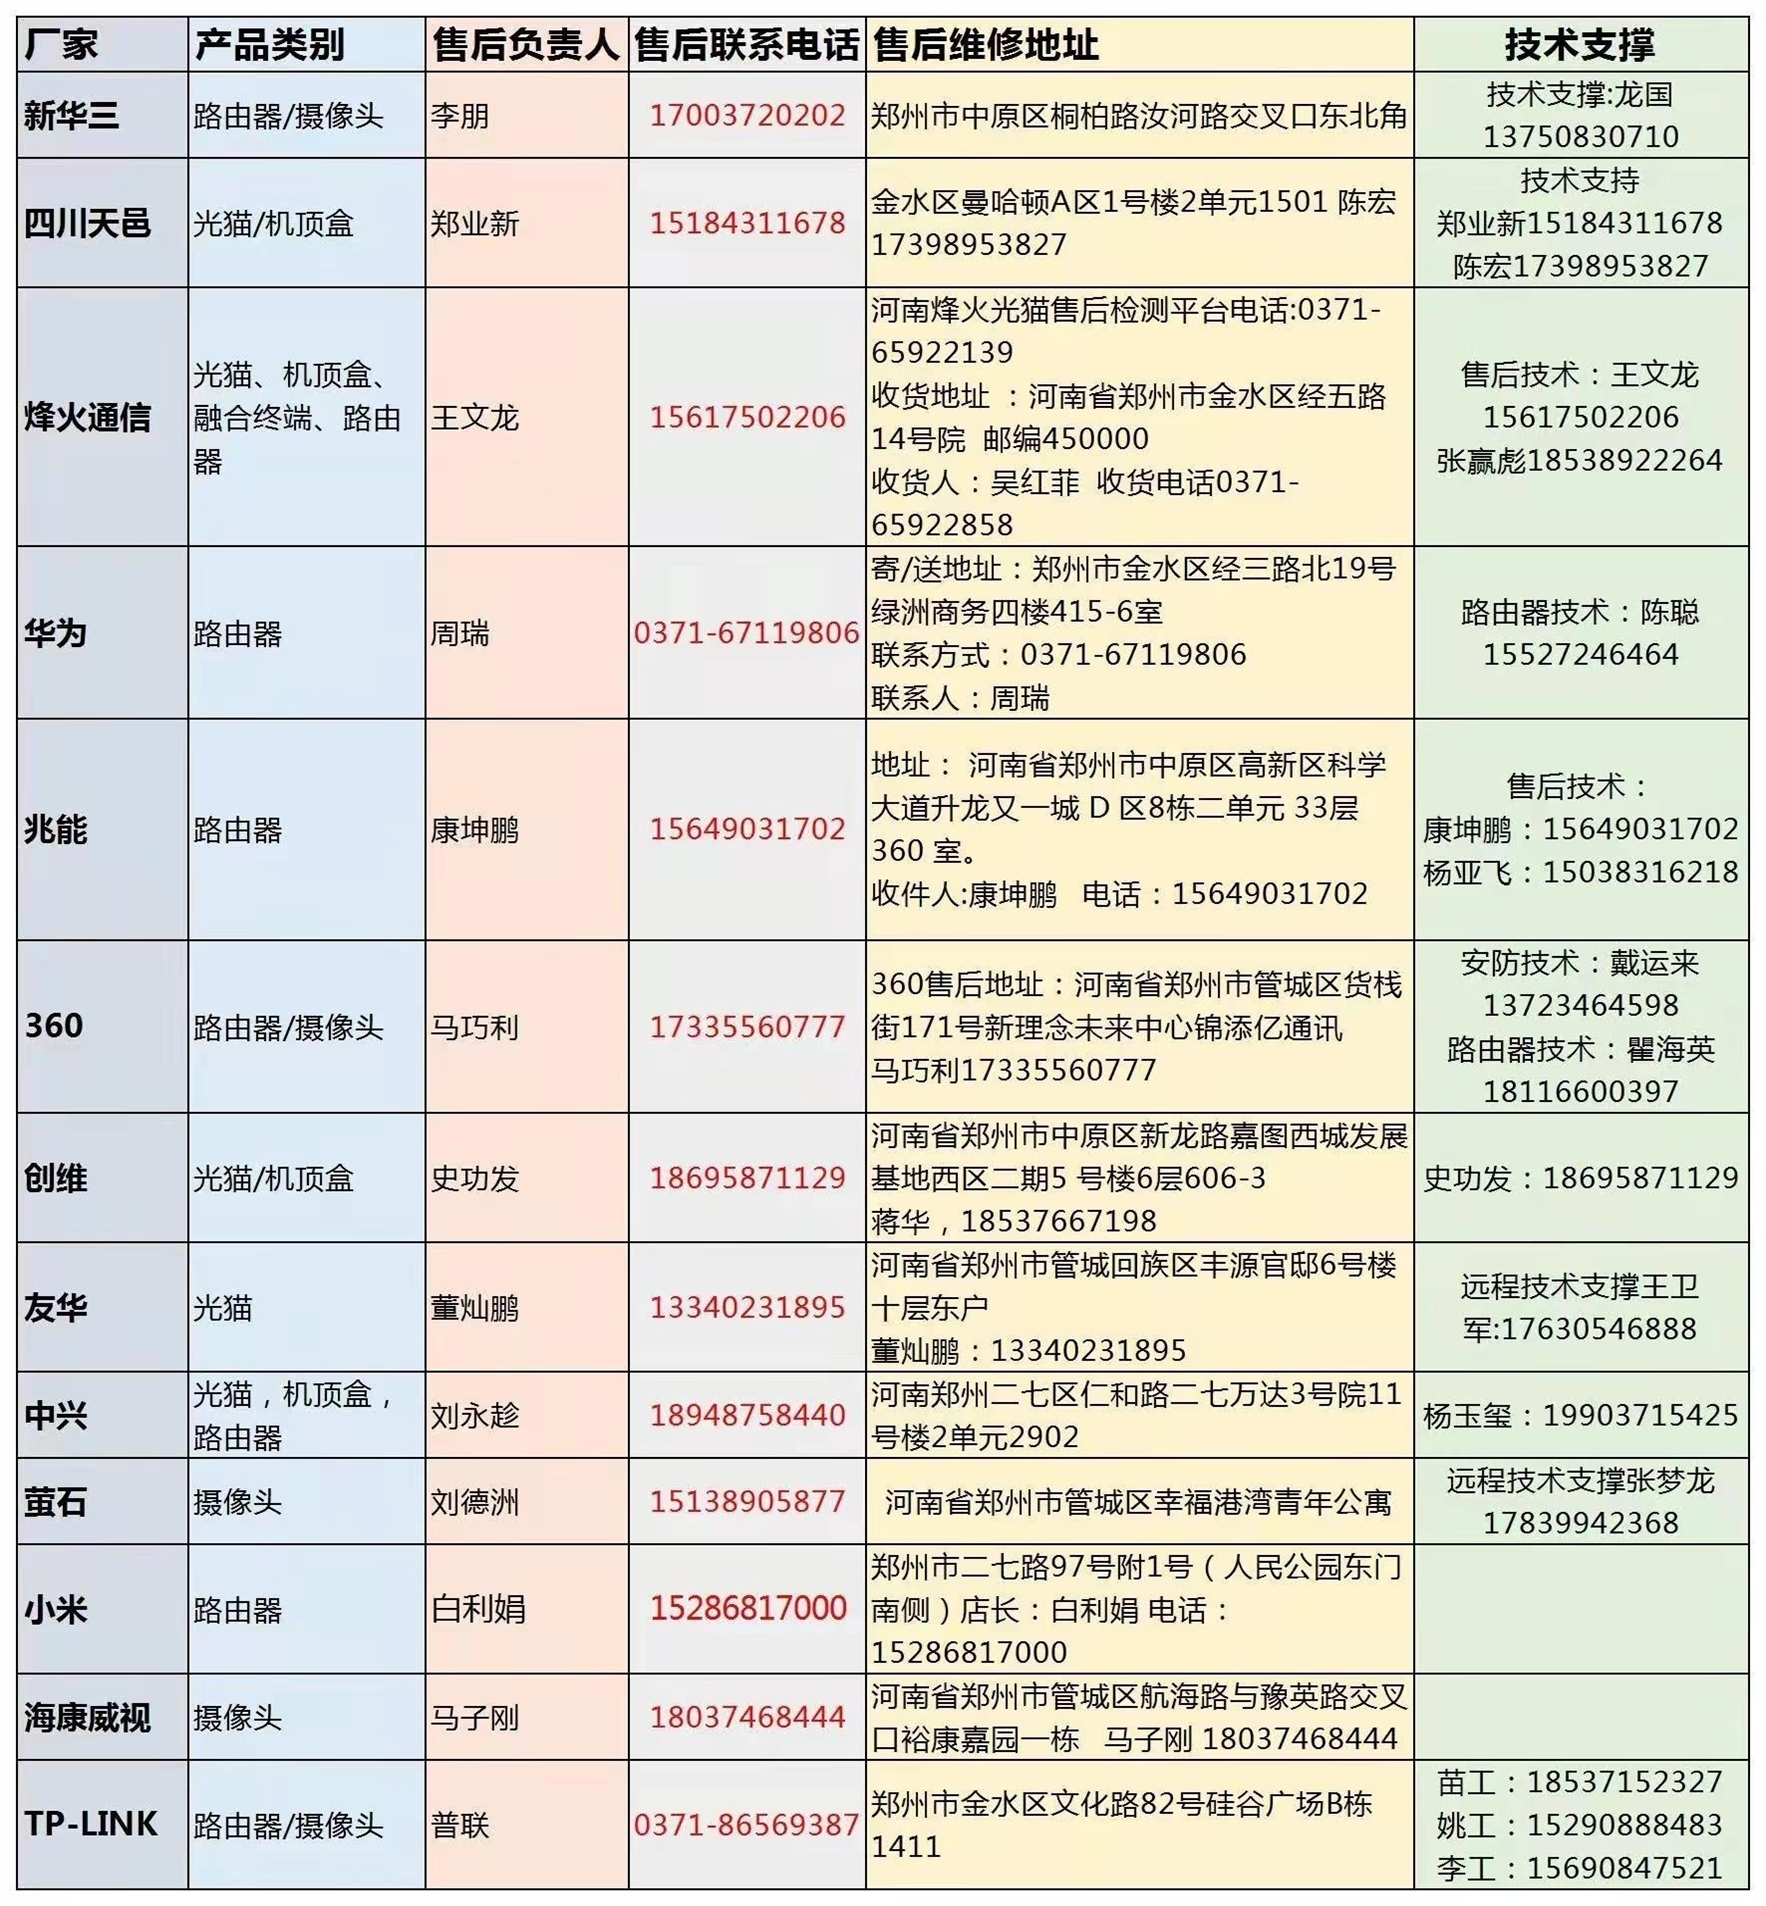 厂家 产品类别 售后负责人 售后联系电话 售后维修地址 技术支撑
新华三 路由器/摄像头 李朋 17003720202 郑州市中原区桐柏路汝河路交叉口东北角
技术支撑:龙国
13750830710
四川天邑 光猫/机顶盒 郑业新 15184311678
金水区曼哈顿A区1号楼2单元1501 陈宏
17398953827
技术支持
郑业新15184311678
陈宏17398953827
烽火通信
光猫、机顶盒、
融合终端、路由
器
王文龙 15617502206
河南烽火光猫售后检测平台电话:0371-
65922139
收货地址 ：河南省郑州市金水区经五路
14号院 邮编450000
收货人：吴红菲 收货电话0371-
65922858
售后技术：王文龙
15617502206
张赢彪18538922264
华为 路由器 周瑞 0371-67119806
寄/送地址：郑州市金水区经三路北19号
绿洲商务四楼415-6室
联系方式：0371-67119806
联系人：周瑞
路由器技术：陈聪
15527246464
兆能 路由器 康坤鹏 15649031702
地址： 河南省郑州市中原区高新区科学
大道升龙又一城 D 区8栋二单元 33层
360 室。
收件人:康坤鹏 电话：15649031702
售后技术：
康坤鹏：15649031702
杨亚飞：15038316218
360 路由器/摄像头 马巧利 17335560777
360售后地址：河南省郑州市管城区货栈
街171号新理念未来中心锦添亿通讯
马巧利17335560777
安防技术：戴运来
13723464598
路由器技术：瞿海英
18116600397
创维 光猫/机顶盒 史功发 18695871129
河南省郑州市中原区新龙路嘉图西城发展
基地西区二期5 号楼6层606-3
蒋华，18537667198
史功发：18695871129
友华 光猫 董灿鹏 13340231895
河南省郑州市管城回族区丰源官邸6号楼
十层东户
董灿鹏：13340231895
远程技术支撑王卫
军:17630546888
中兴
光猫，机顶盒，
路由器
刘永趁 18948758440
河南郑州二七区仁和路二七万达3号院11
号楼2单元2902
杨玉玺：19903715425
萤石 摄像头 刘德洲 15138905877 河南省郑州市管城区幸福港湾青年公寓
远程技术支撑张梦龙
17839942368
小米 路由器 白利娟 15286817000
郑州市二七路97号附1号（人民公园东门
南侧）店长：白利娟 电话：
15286817000
海康威视 摄像头 马子刚 18037468444
河南省郑州市管城区航海路与豫英路交叉
口裕康嘉园一栋 马子刚 18037468444
TP-LINK 路由器/摄像头 普联 0371-86569387
郑州市金水区文化路82号硅谷广场B栋
1411
苗工：18537152327
姚工：15290888483
李工：15690847521